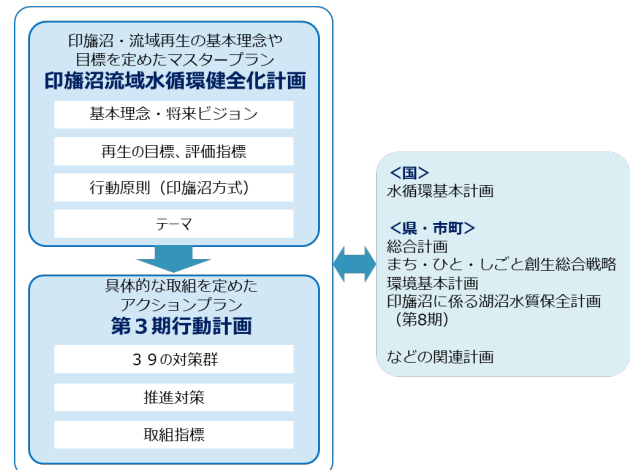 印旛沼・流域再生の基本理念や
目標を定めたマスタープラン
印旛沼流域水循環健全化計画
基本理念・将来ビジョン
再生の目標、評価指標
行動原則（印旛沼方式）
テーマ
具体的な取組を定めた
アクションプラン
第３期行動計画
３９の対策群
推進対策
取組指標
＜国＞
水循環基本計画
＜県・市町＞
総合計画
まち・ひと・しごと創生総合戦略
環境基本計画
印旛沼に係る湖沼水質保全計画
（第8期）
などの関連計画